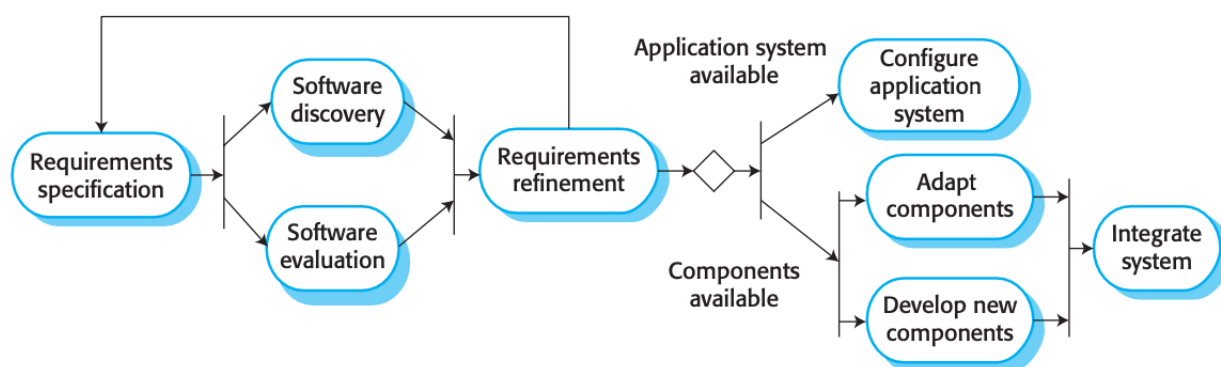 Requirements
specification
Software
discovery
Software
evaluation
Requirements
refinement
Application system
available
Configure
application
system
Components
available
Adapt
components
Develop new
components
Integrate
system